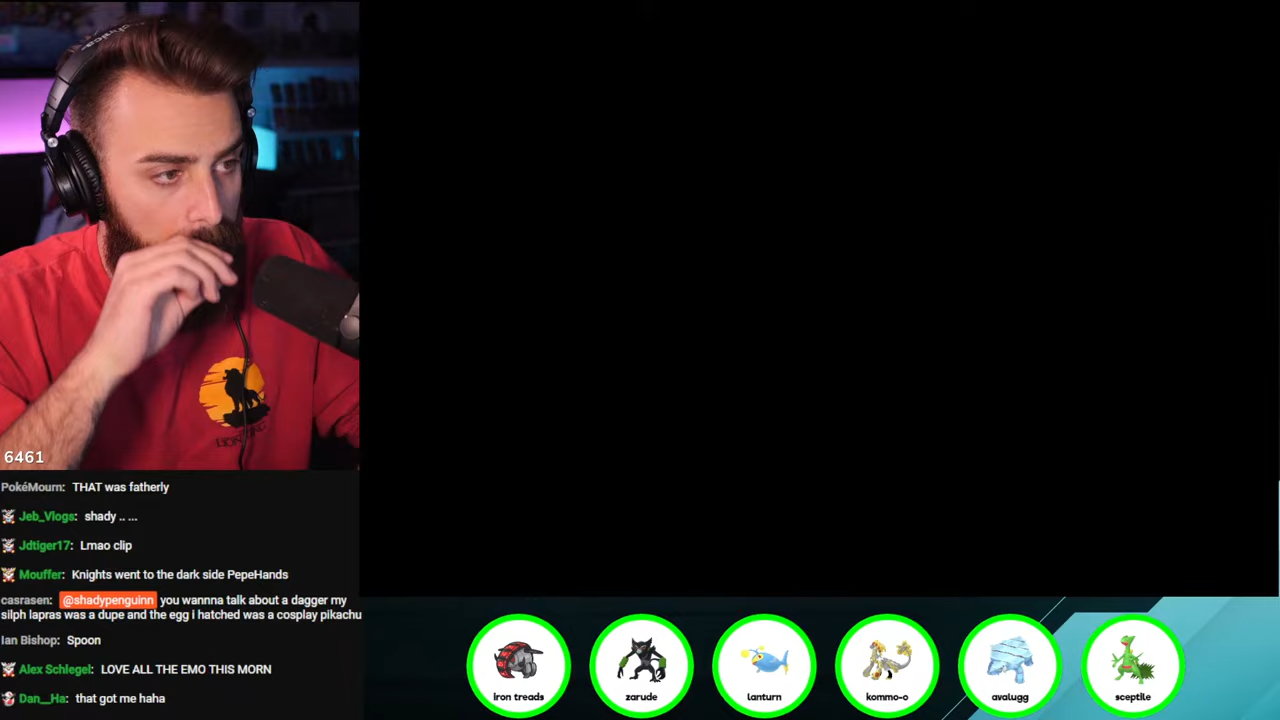 6461
PokéMourn: THAT was fatherly
Jeb_Vlogs: shady .. ...
Jdtiger17: Lmao clip
Mouffer: Knights went to the dark side PepeHands
casrasen: @shadypenguinn you wannna talk about a dagger my
silph lapras was a dupe and the egg i hatched was a cosplay pikachu
Ian Bishop: Spoon
Alex Schlegel: LOVE ALL THE EMO THIS MORN
Dan__Ha: that got me haha
iron treads
zarude
lanturn
kommo-o
avalugg
sceptile